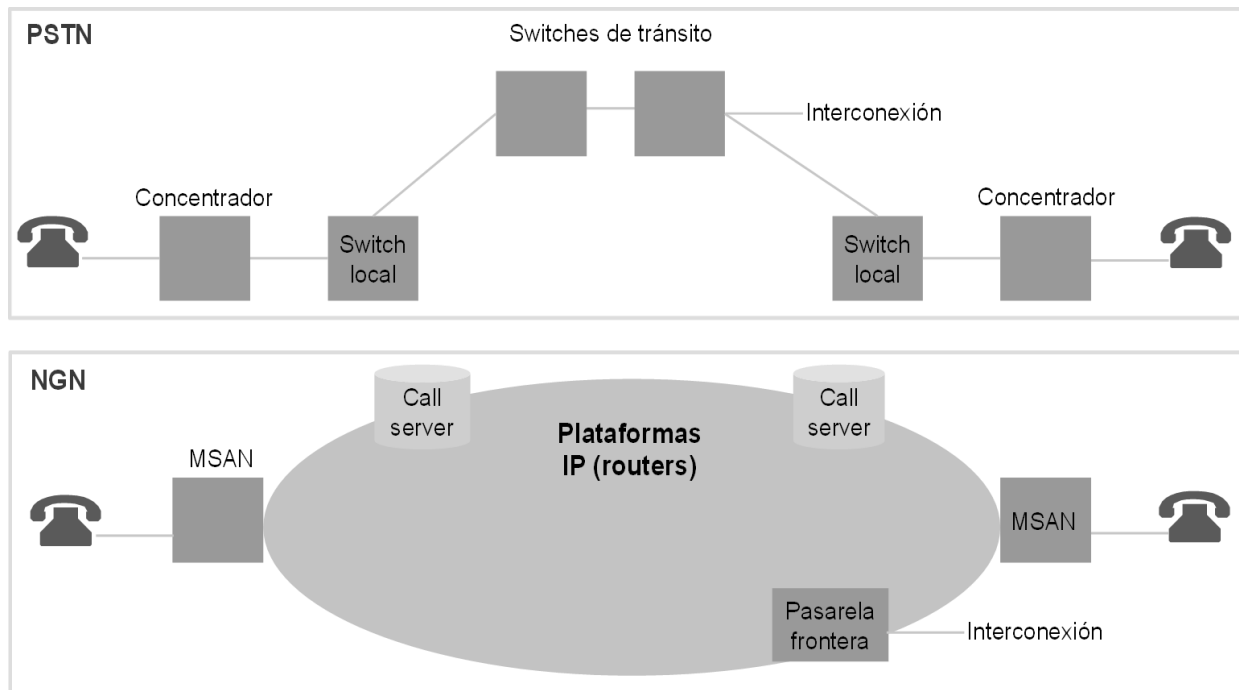 PSTN
Switches de tránsito
Interconexión
Concentrador
Concentrador
Switch
local
Switch
local
NGN
Call
server
Call
server
Plataformas
IP (routers)
MSAN
MSAN
Pasarela
frontera
Interconexión